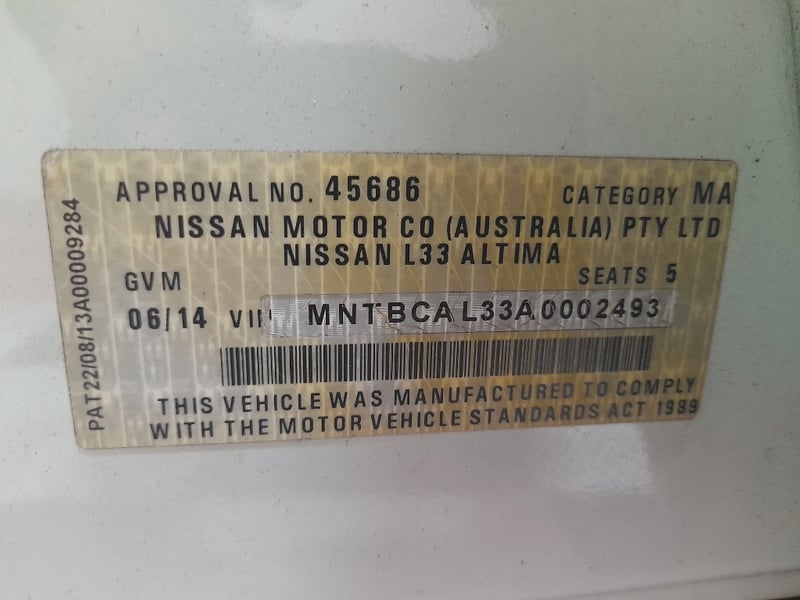 APPROVAL NO. 45686 CATEGORY MA
NISSAN MOTOR CO (AUSTRALIA) PTY LTD
NISSAN L33 ALTIMA
GVM SEATS 5
06/14 VIN MNTBCAL33A0002493
THIS VEHICLE WAS MANUFACTURED TO COMPLY
WITH THE MOTOR VEHICLE STANDARDS ACT 1989
PAT22/08/13A00009284